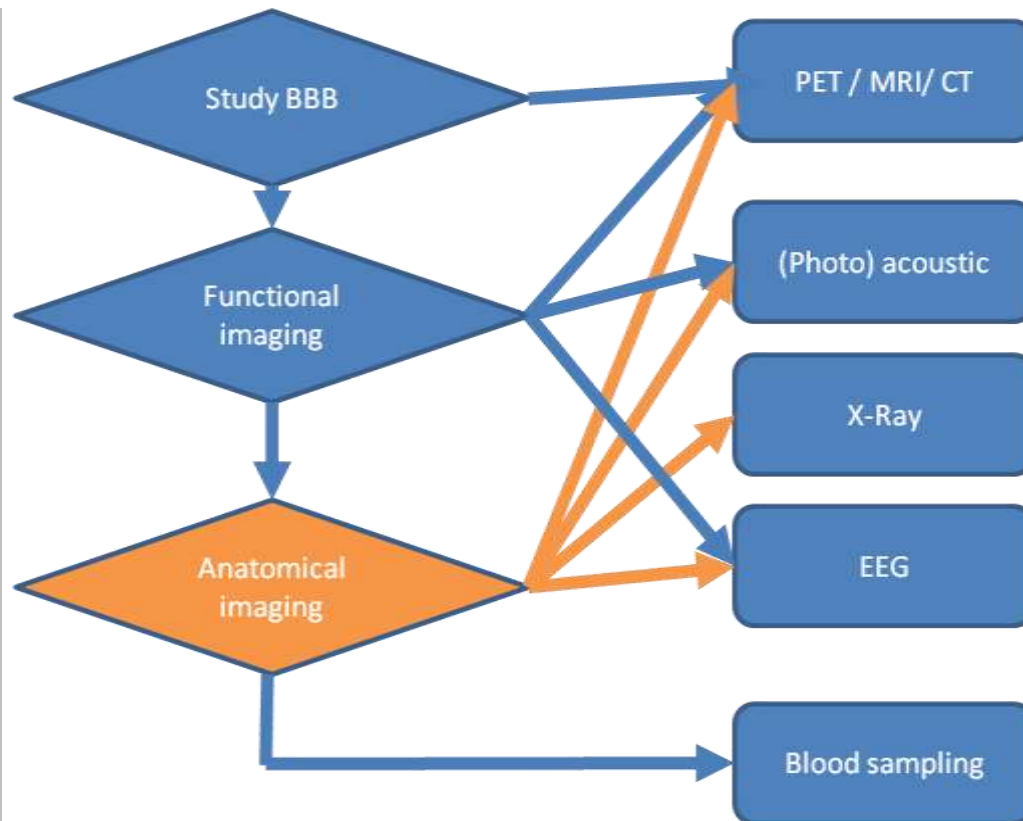 Study BBB
PET / MRI/ CT
Functional
imaging
(Photo) acoustic
X-Ray
Anatomical
imaging
EEG
Blood sampling